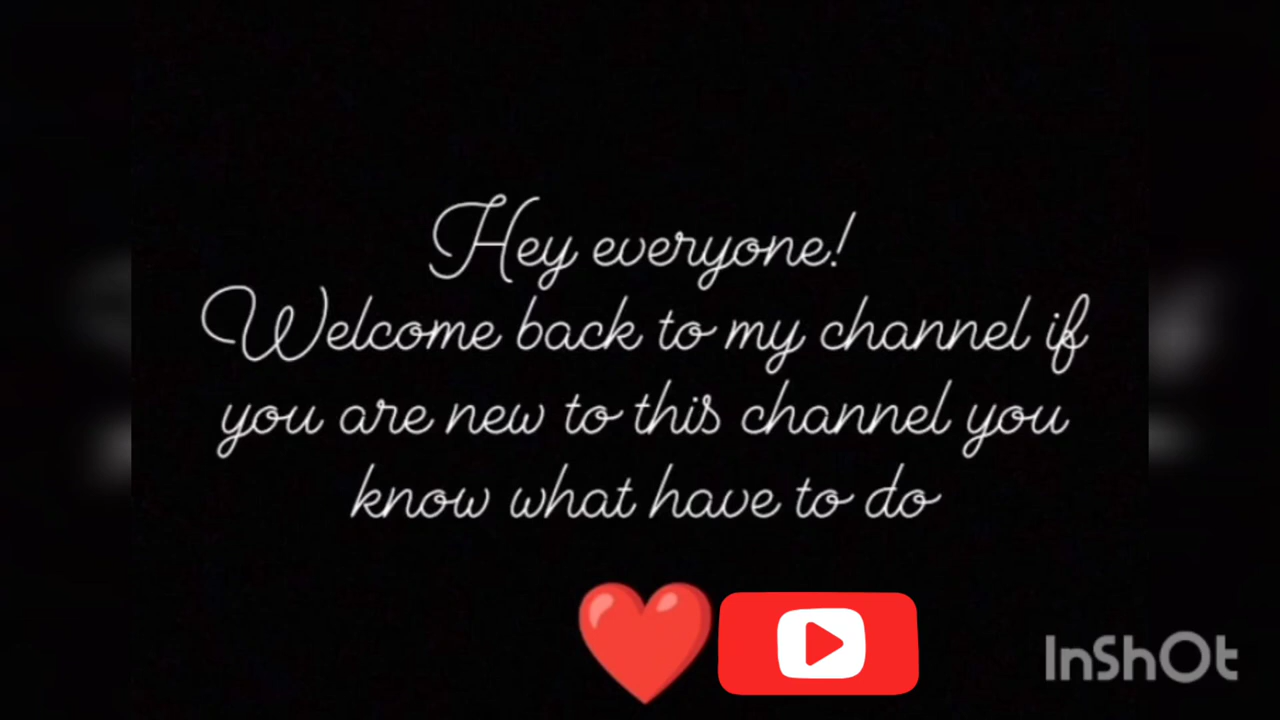 Hey everyone!
Welcome back to my channel if
you are new to this channel you
know what have to do
InShOt